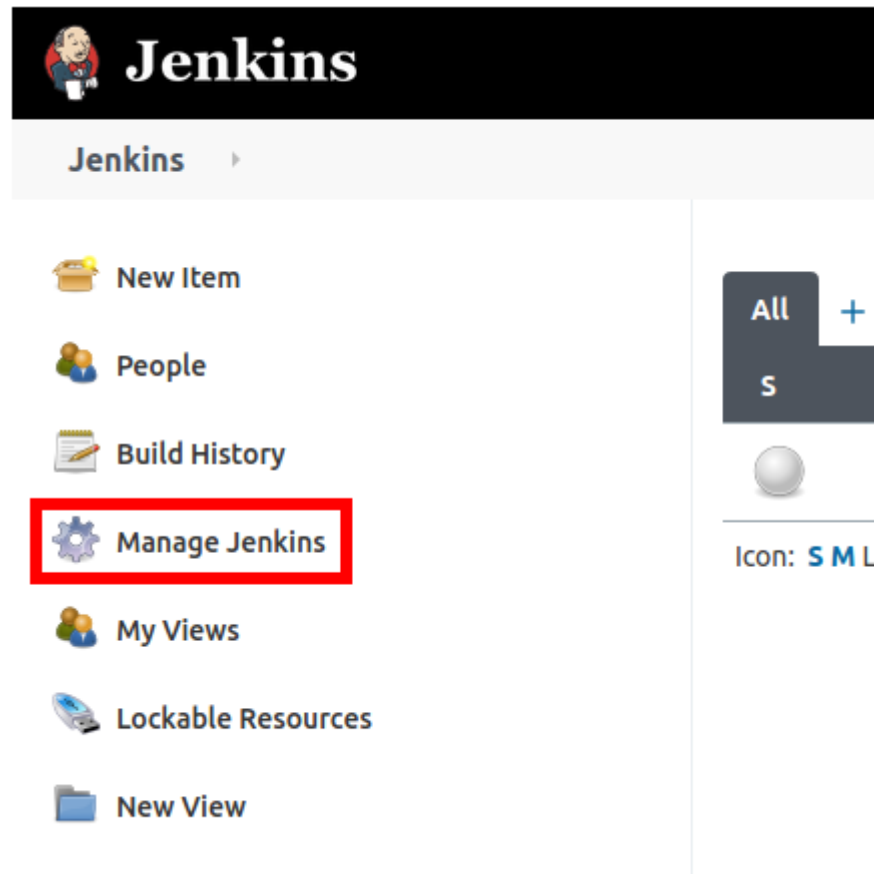 Jenkins
Jenkins
New Item
People
Build History
Manage Jenkins
My Views
Lockable Resources
New View
All +
S
Icon: S M L